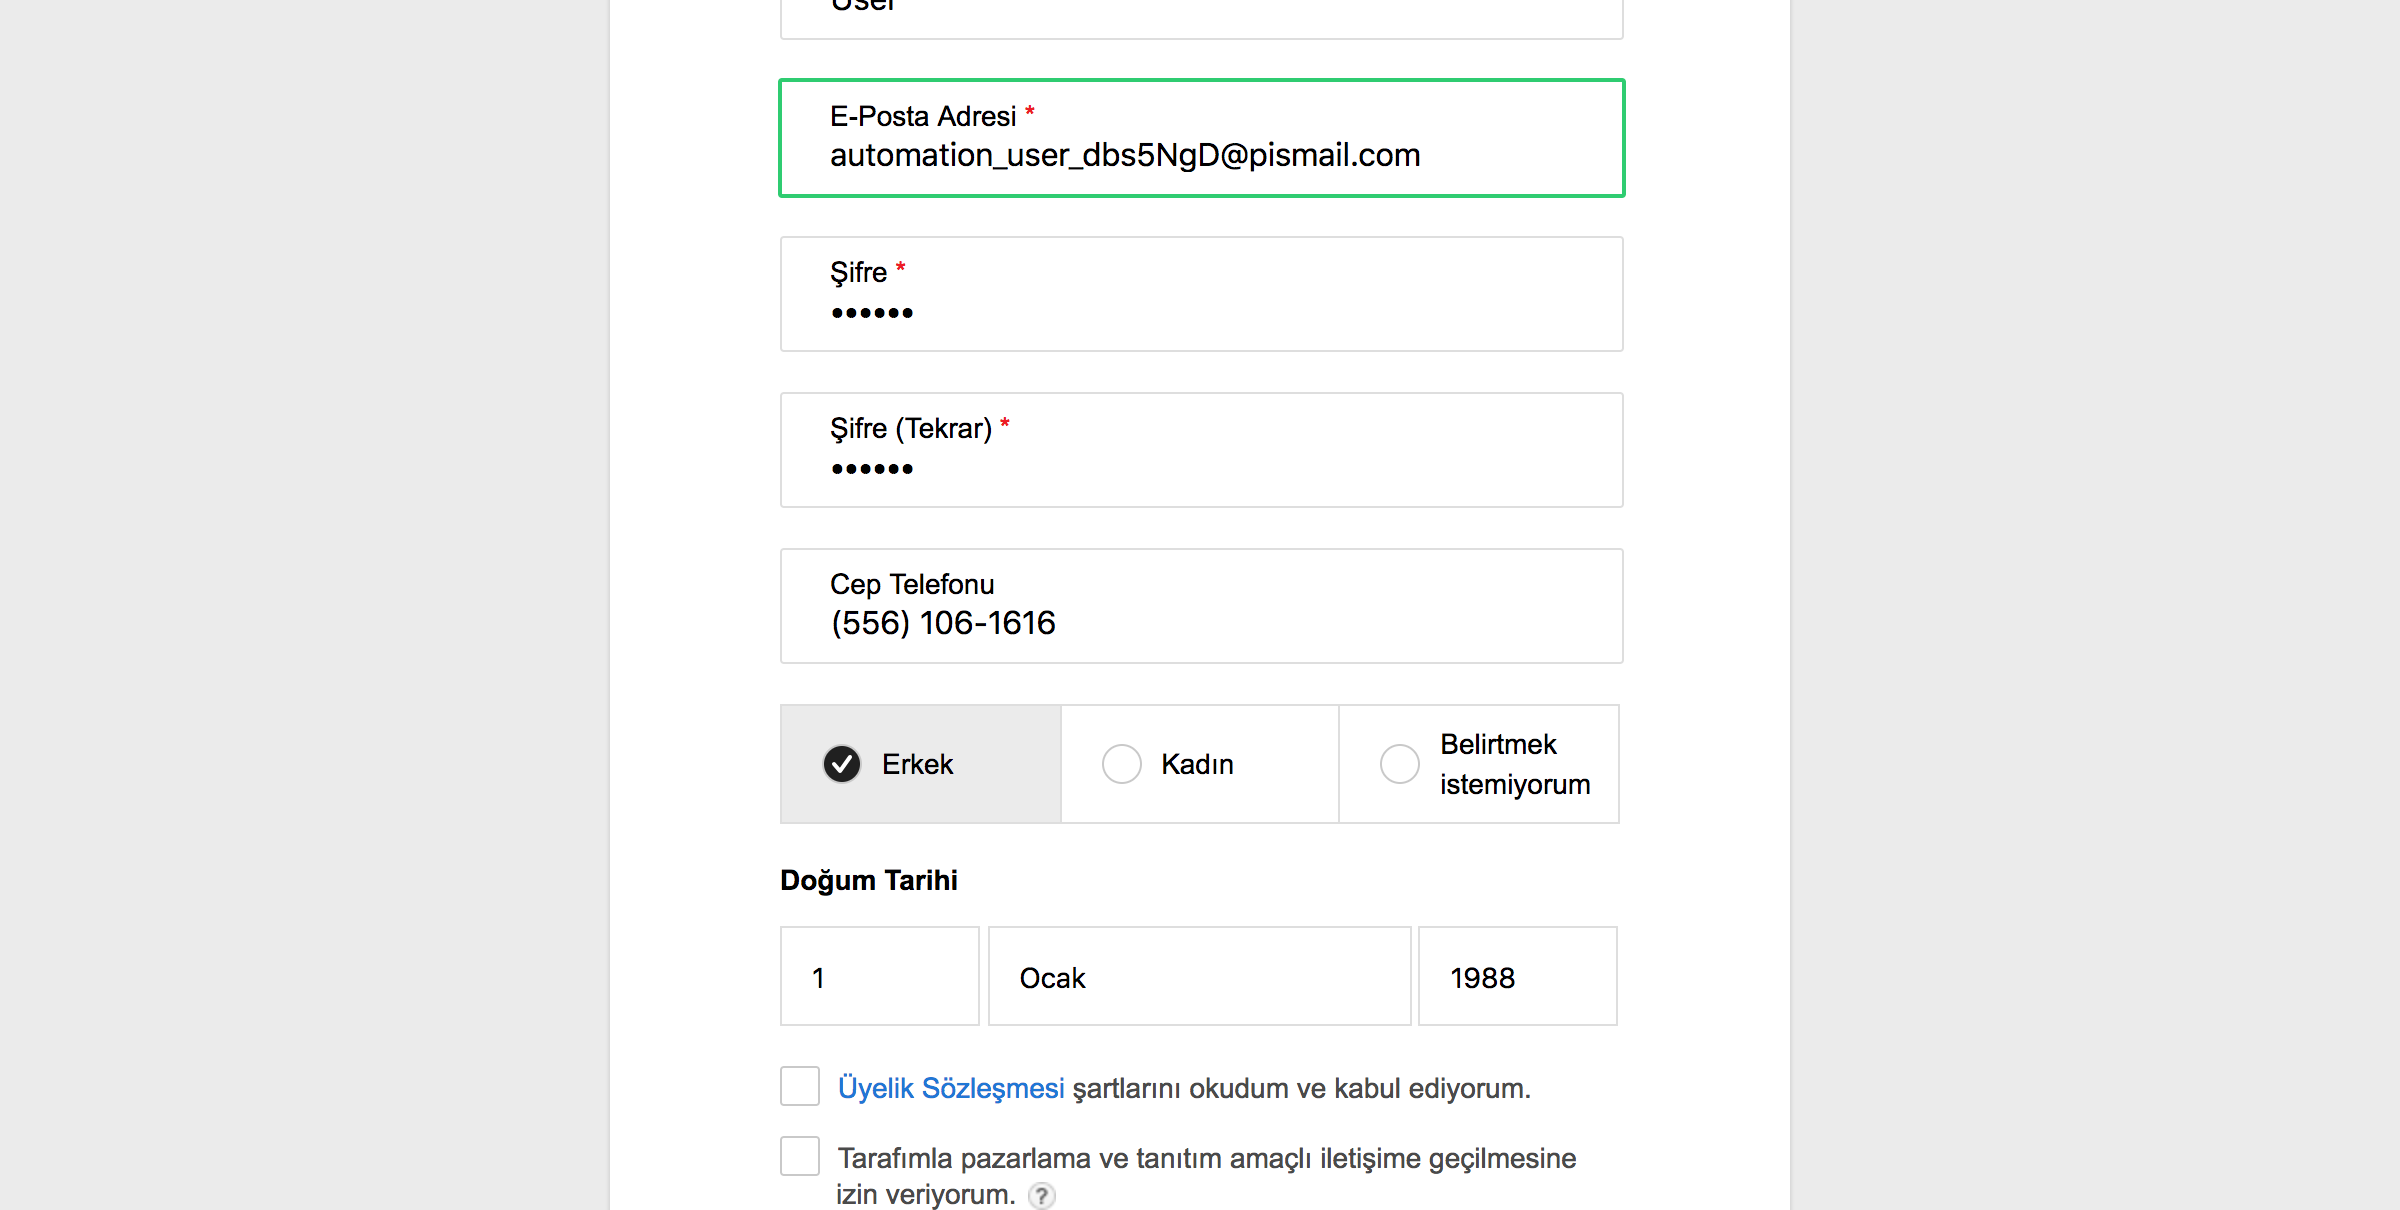 User
E-Posta Adresi *
automation_user_dbs5NgD@pismail.com
Şifre *
••••••
Şifre (Tekrar) *
••••••
Cep Telefonu
(556) 106-1616
Erkek
Kadın
Belirtmek
istemiyorum
Doğum Tarihi
1
Ocak
1988
Üyelik Sözleşmesi şartlarını okudum ve kabul ediyorum.
Tarafımla pazarlama ve tanıtım amaçlı iletişime geçilmesine
izin veriyorum. ?